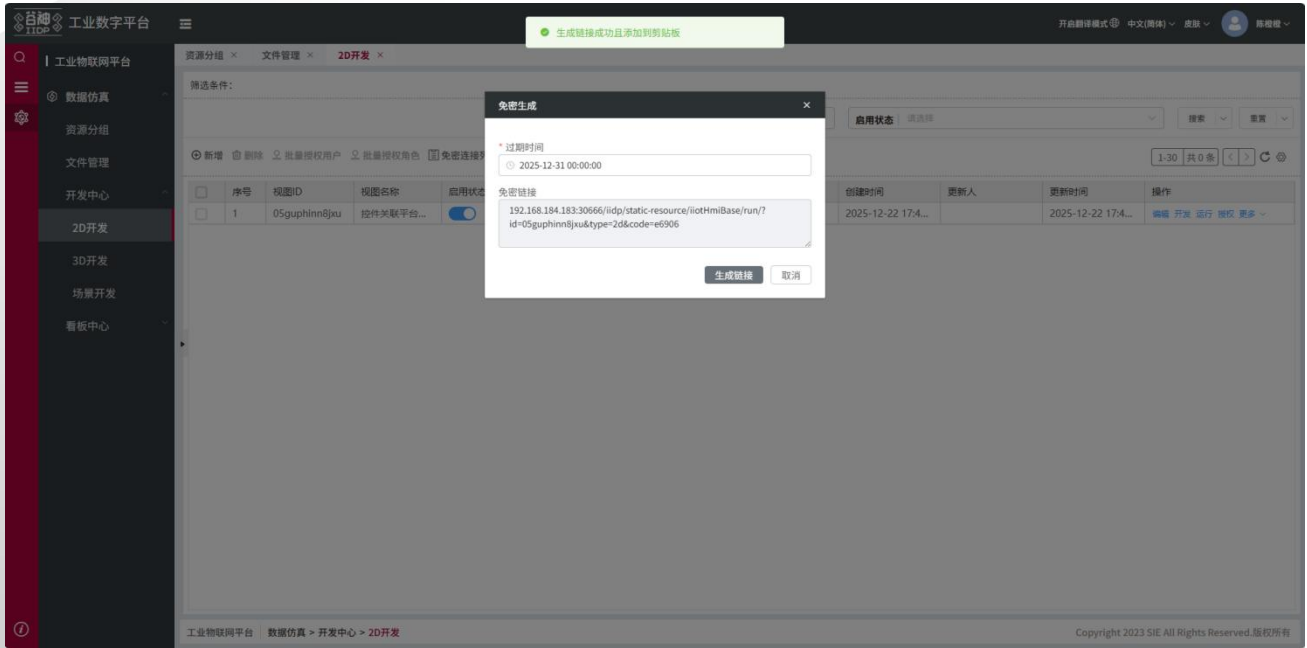 谷神
IIDP
工业数字平台
生成链接成功且添加到剪贴板
开启翻译模式 中文(简体) 皮肤 陈橙橙
工业物联网平台
资源分组 × 文件管理 × 2D开发 ×
数据仿真
资源分组
文件管理
开发中心
2D开发
3D开发
场景开发
看板中心
筛选条件:
启用状态 请选择 搜索 重置
新增 删除 批量授权用户 批量授权角色 免密连接列
1-30 共 0 条
序号 视图ID 视图名称 启用状态 创建时间 更新人 更新时间 操作
1 05guphinn8jxu 控件关联平台... 2025-12-22 17:4... 2025-12-22 17:4... 编辑 开发 运行 授权 更多
免密生成 ×
* 过期时间
2025-12-31 00:00:00
免密链接
192.168.184.183:30666/iidp/static-resource/iiotHmiBase/run/?
id=05guphinn8jxu&type=2d&code=e6906
生成链接 取消
工业物联网平台 数据仿真 > 开发中心 > 2D开发
Copyright 2023 SIE All Rights Reserved.版权所有